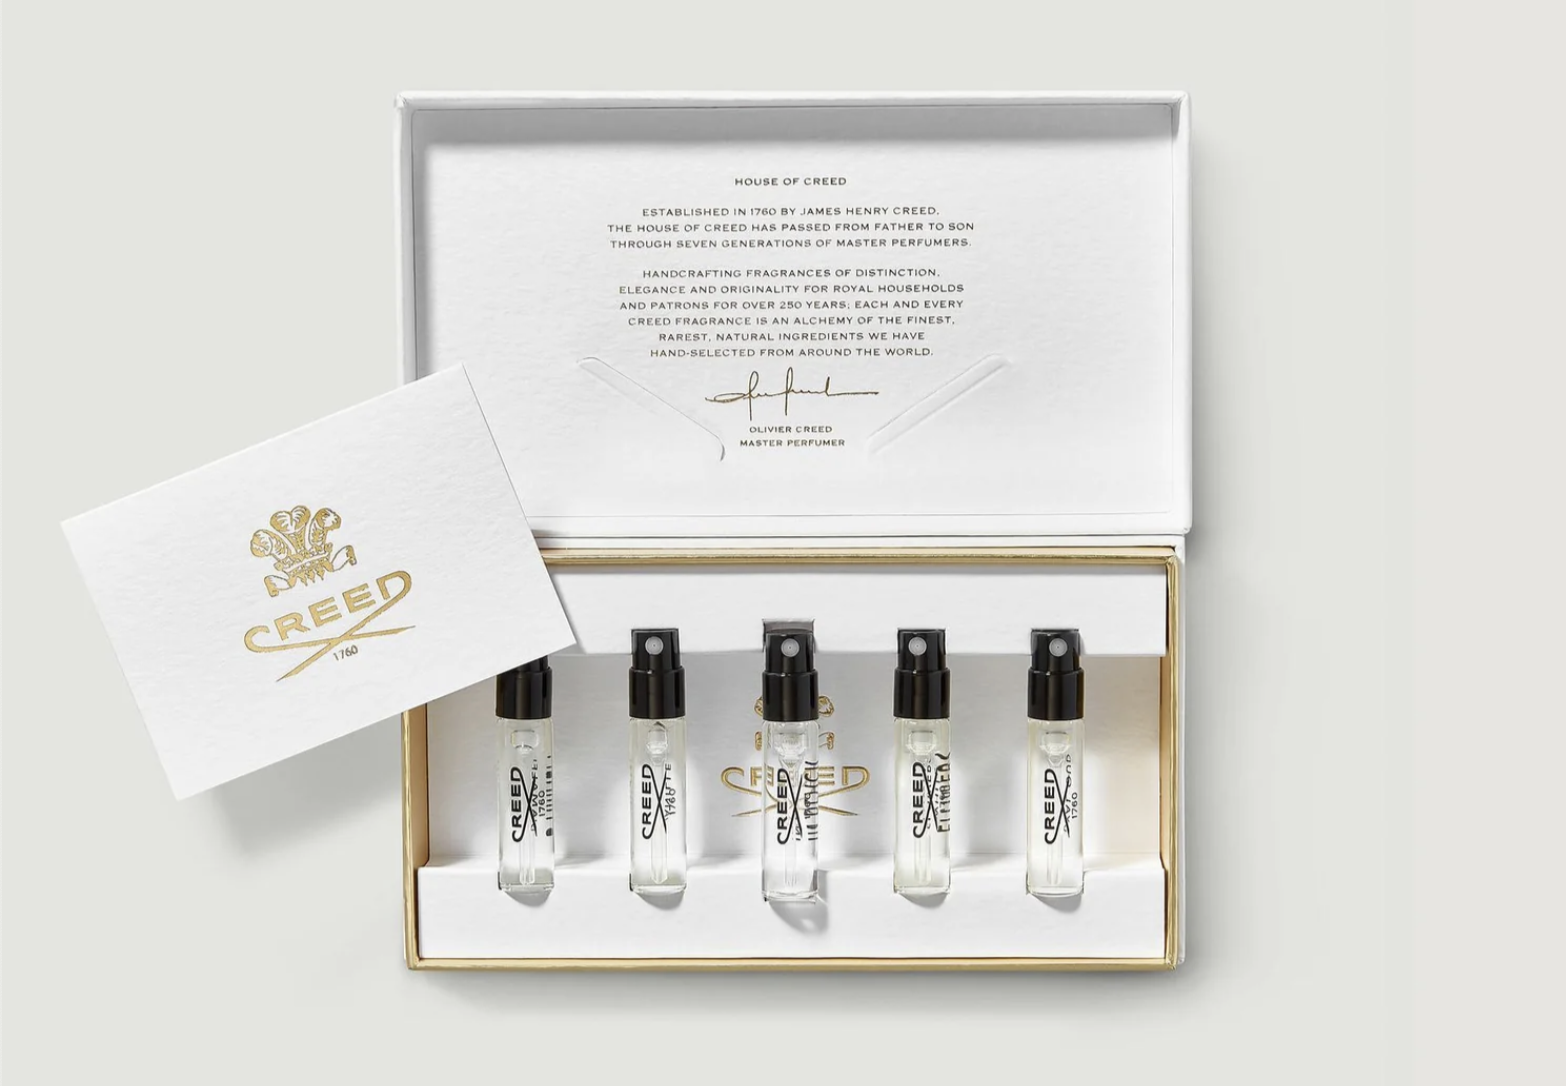 HOUSE OF CREED
ESTABLISHED IN 1760 BY JAMES HENRY CREED,
THE HOUSE OF CREED HAS PASSED FROM FATHER TO SON
THROUGH SEVEN GENERATIONS OF MASTER PERFUMERS.
HANDCRAFTING FRAGRANCES OF DISTINCTION,
ELEGANCE AND ORIGINALITY FOR ROYAL HOUSEHOLDS
AND PATRONS FOR OVER 250 YEARS; EACH AND EVERY
CREED FRAGRANCE IS AN ALCHEMY OF THE FINEST,
RAREST, NATURAL INGREDIENTS WE HAVE
HAND-SELECTED FROM AROUND THE WORLD.
OLIVIER CREED
MASTER PERFUMER
CREED
1760
CREED
1760
CREED
1760
CREED
CREED
CREED
CREED
1760